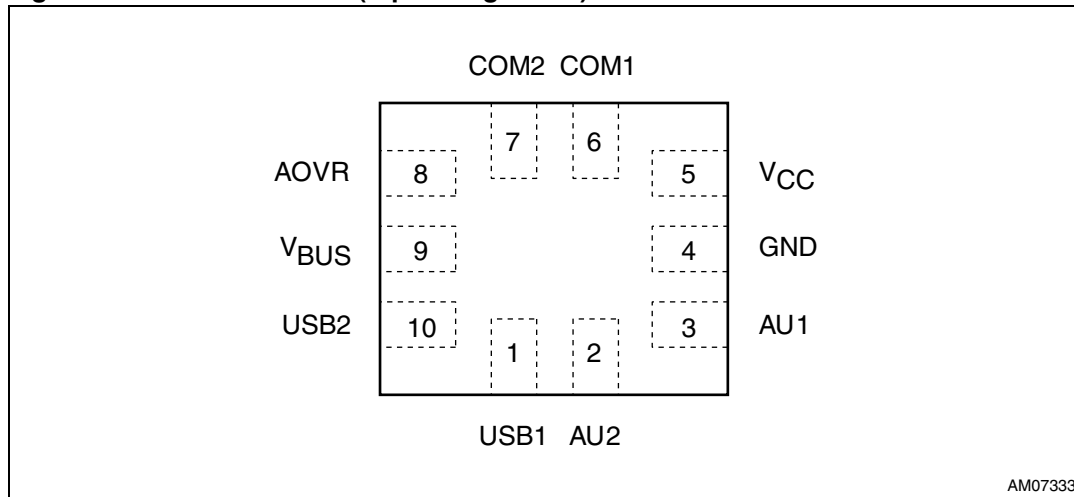 COM2 COM1
7 6
AOVR 8 5 VCC
VBUS 9 4 GND
USB2 10 3 AU1
1 2
USB1 AU2
AM07333